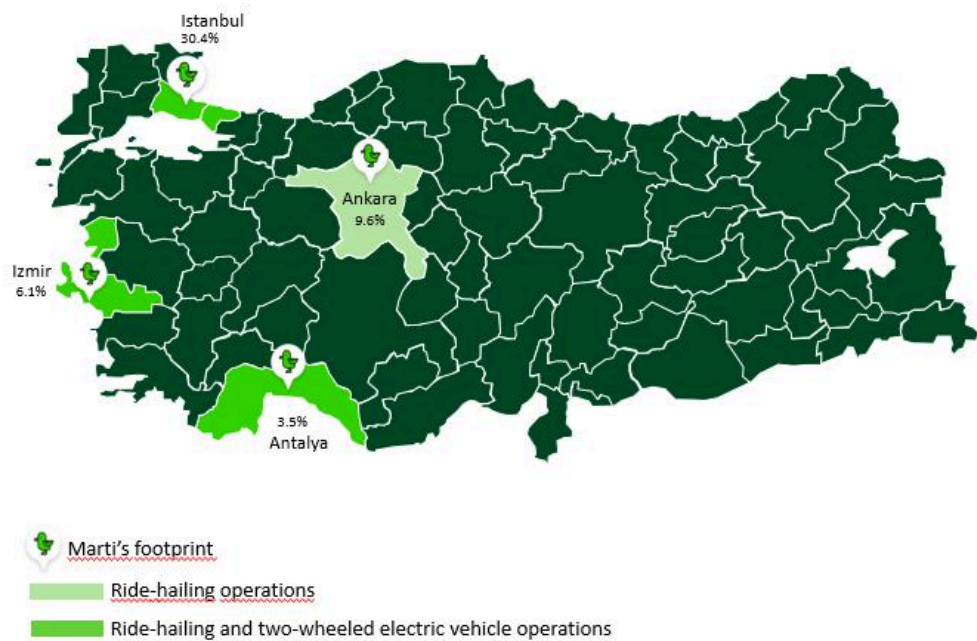 Istanbul
30.4%
Ankara
9.6%
Izmir
6.1%
3.5%
Antalya
Marti's footprint
Ride-hailing operations
Ride-hailing and two-wheeled electric vehicle operations